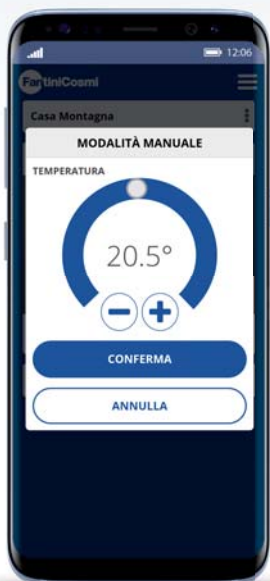 12:06
FantiniCosmi
Casa Montagna
MODALITÀ MANUALE
TEMPERATURA
20.5°
CONFERMA
ANNULLA